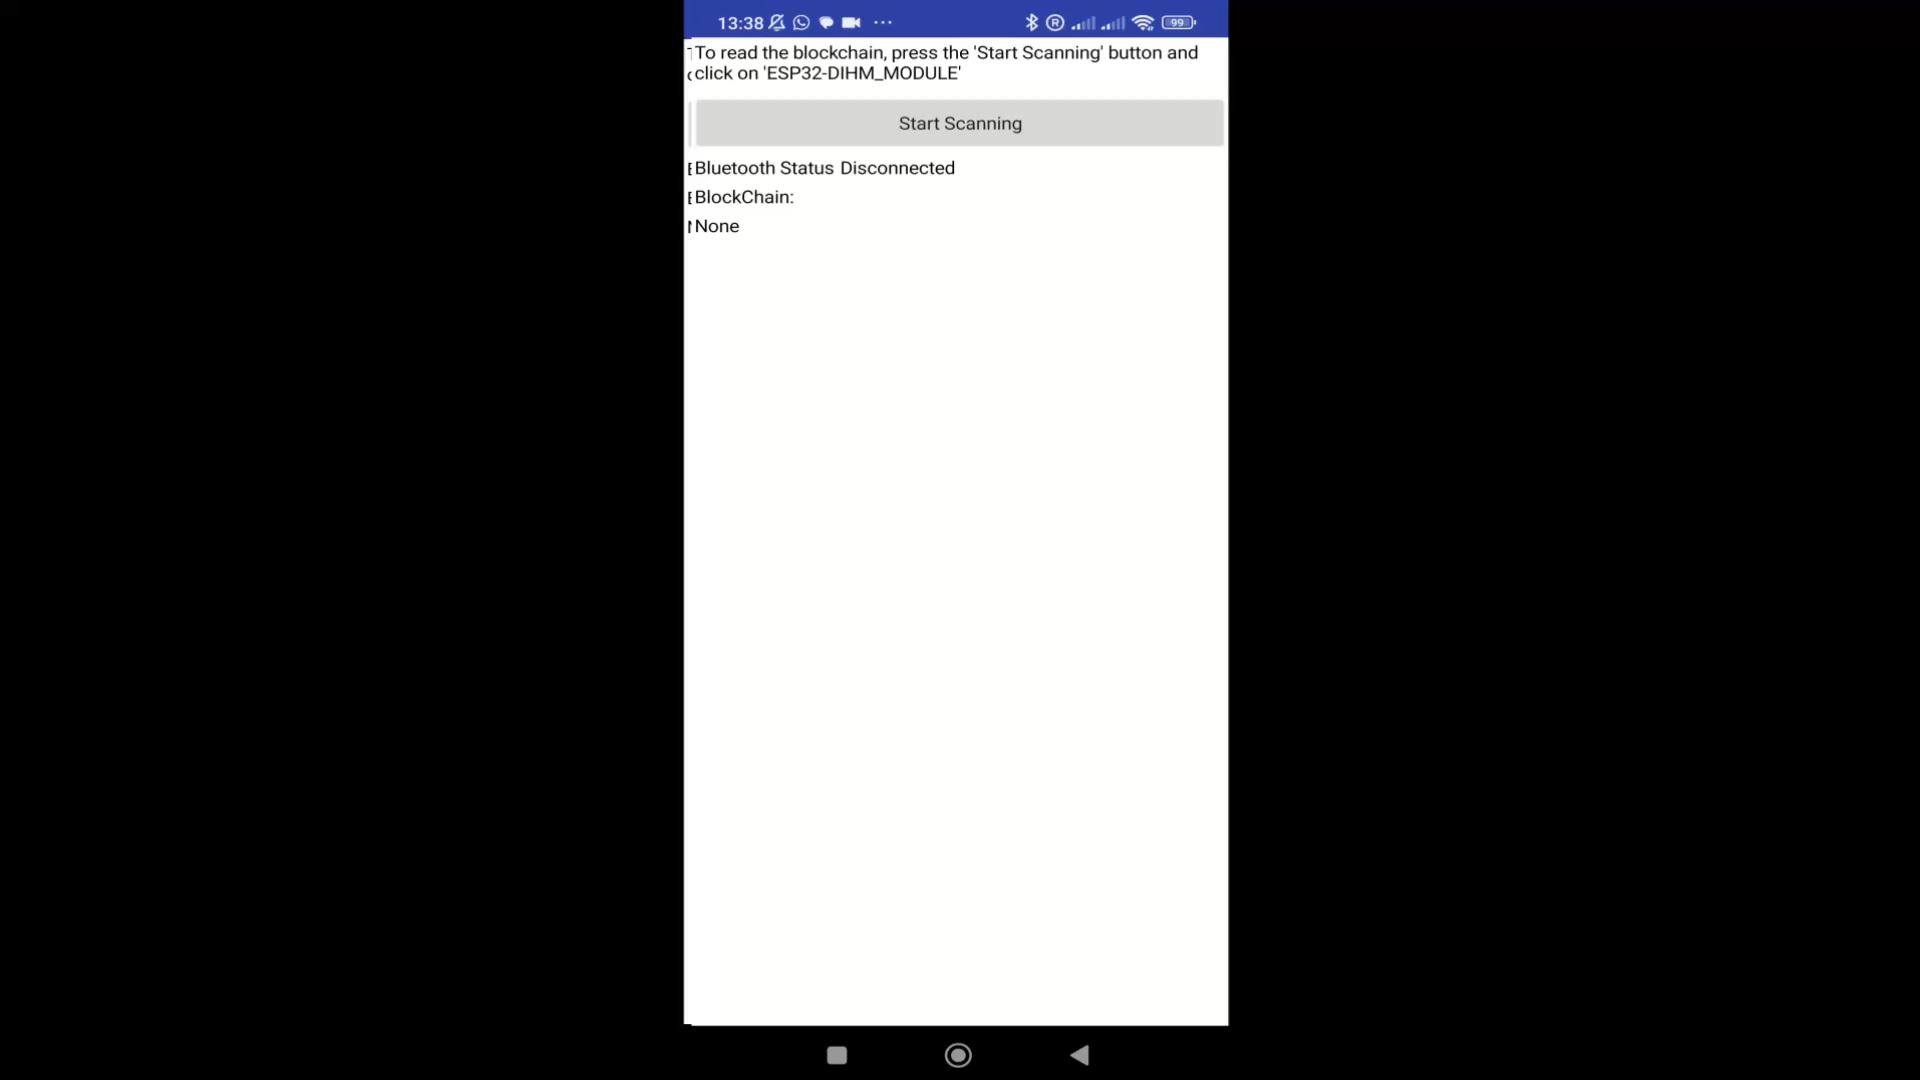 13:38
99
To read the blockchain, press the 'Start Scanning' button and
click on 'ESP32-DIHM_MODULE'
Start Scanning
Bluetooth Status Disconnected
BlockChain:
None